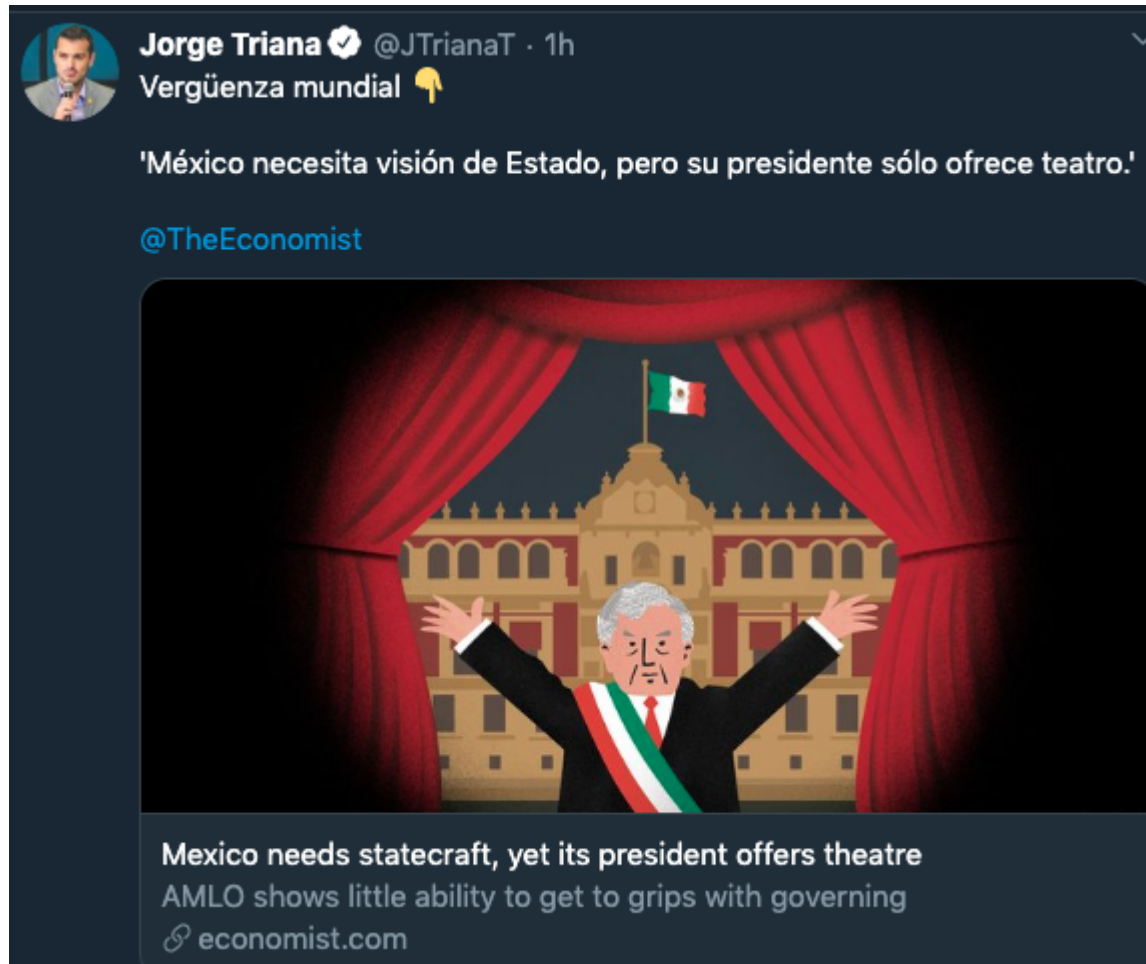 Jorge Triana @JTrianaT · 1h
Vergüenza mundial 👇
'México necesita visión de Estado, pero su presidente sólo ofrece teatro.'
@TheEconomist
Mexico needs statecraft, yet its president offers theatre
AMLO shows little ability to get to grips with governing
economist.com